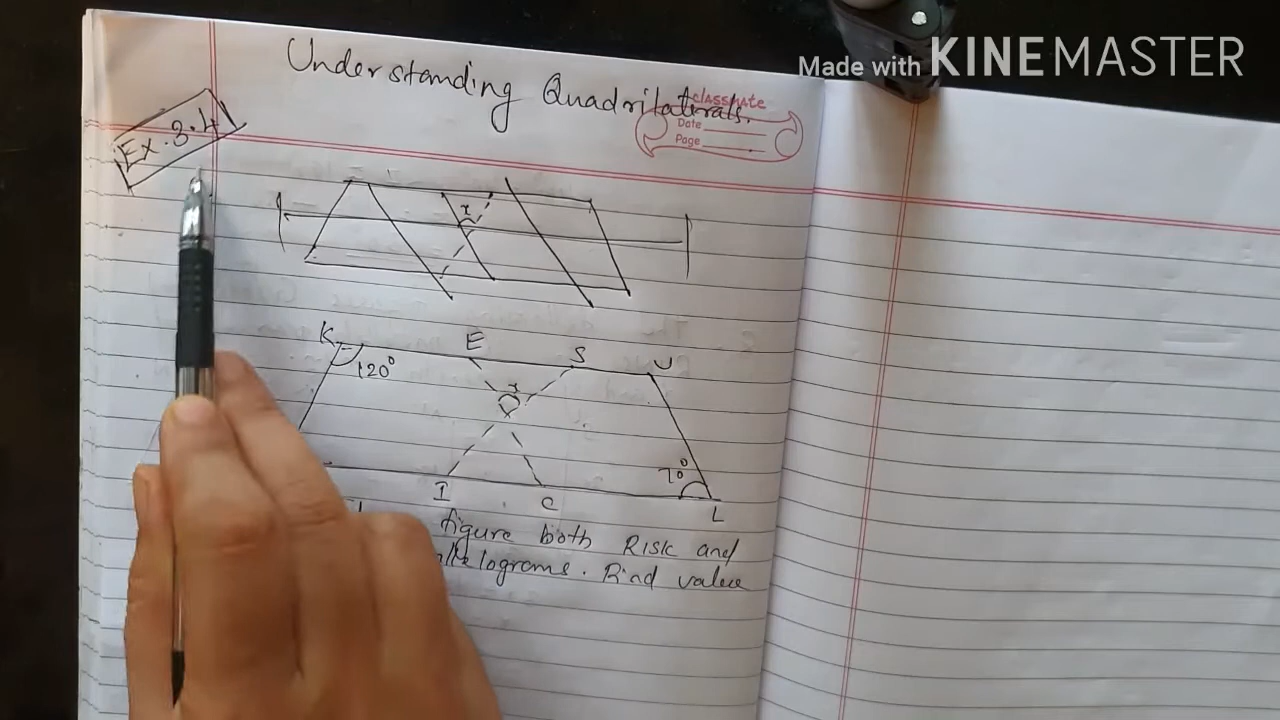 Made with KINEMASTER
Understanding Quadrilaterals.
classmate
Date
Page
Ex. 3.4
x
K E S U
120°
x
70°
I C L
figure both RISK and
lograms. Find value